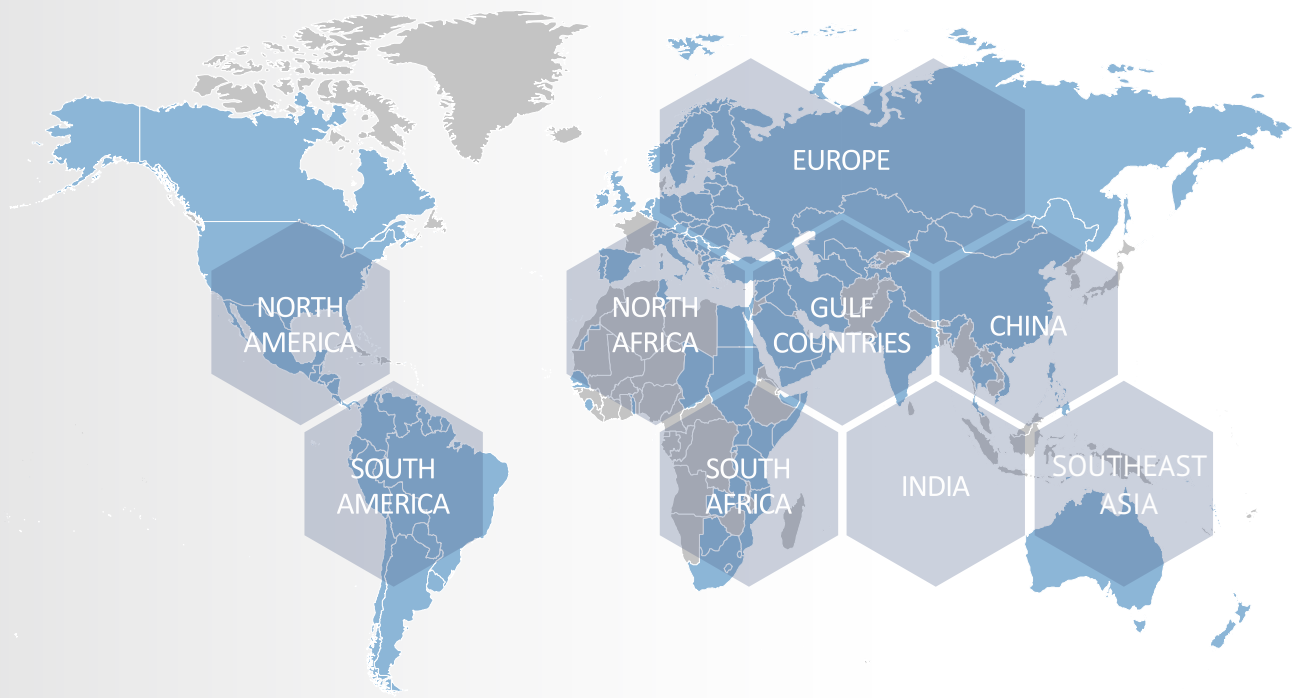 EUROPE
NORTH
AMERICA
NORTH
AFRICA
GULF
COUNTRIES
CHINA
SOUTH
AMERICA
SOUTH
AFRICA
INDIA
SOUTHEAST
ASIA